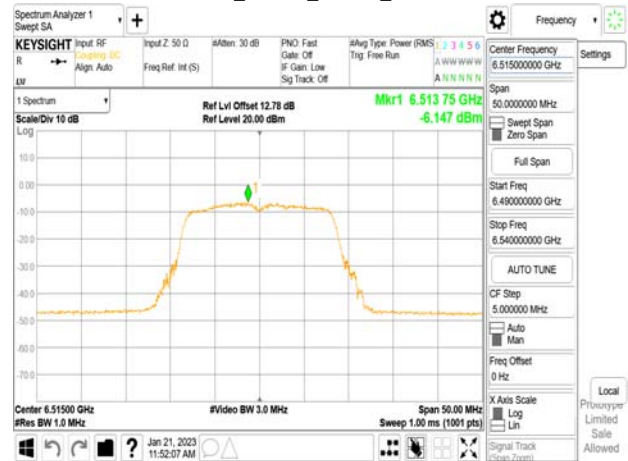 Spectrum Analyzer 1
Swept SA
Frequency
KEYSIGHT
R
Input: RF
Coupling: DC
Align: Auto
Input Z: 50 Ω
Freq Ref: Int (S)
#Atten: 30 dB
PNO: Fast
Gate: Off
IF Gain: Low
Sig Track: Off
#Avg Type: Power (RMS
Trig: Free Run
1 2 3 4 5 6
A WW W W W
A N N N N N
1 Spectrum
Scale/Div 10 dB
Log
Ref Lvl Offset 12.78 dB
Ref Level 20.00 dBm
Mkr1 6.513 75 GHz
-6.147 dBm
10.0
0.00
-10.0
-20.0
-30.0
-40.0
-50.0
-60.0
-70.0
1
Center 6.51500 GHz
#Res BW 1.0 MHz
#Video BW 3.0 MHz
Span 50.00 MHz
Sweep 1.00 ms (1001 pts)
Jan 21, 2023
11:52:07 AM
Center Frequency
6.515000000 GHz
Settings
Span
50.0000000 MHz
Swept Span
Zero Span
Full Span
Start Freq
6.490000000 GHz
Stop Freq
6.540000000 GHz
AUTO TUNE
CF Step
5.000000 MHz
Auto
Man
Freq Offset
0 Hz
X Axis Scale
Log
Lin
Signal Track
(Span Zoom)
Local
Prototype
Limited
Sale
Allowed